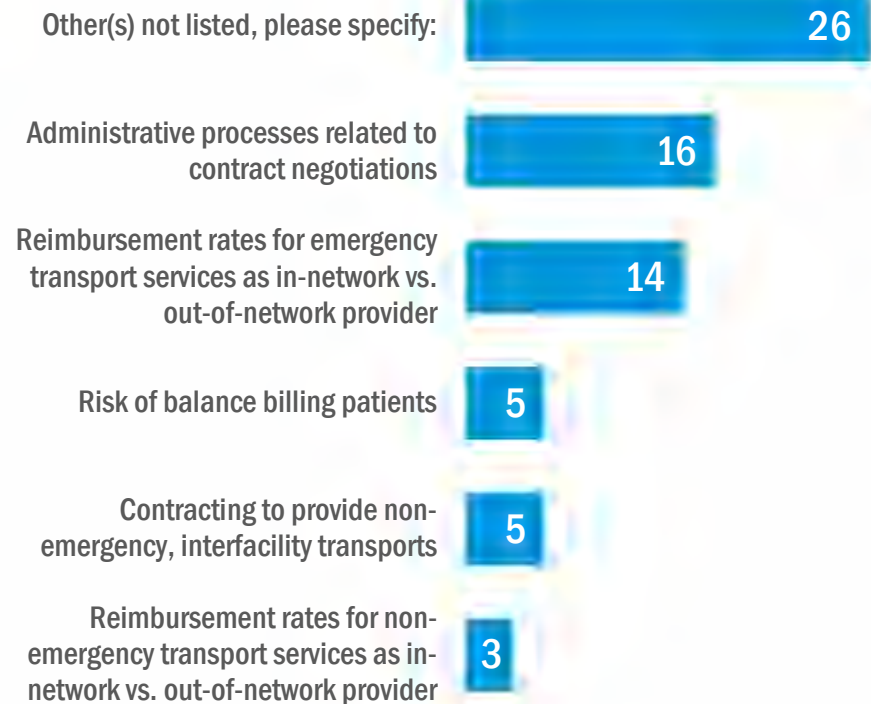 Other(s) not listed, please specify:
26
Administrative processes related to
contract negotiations
16
Reimbursement rates for emergency
transport services as in-network vs.
out-of-network provider
14
Risk of balance billing patients
5
Contracting to provide non-
emergency, interfacility transports
5
Reimbursement rates for non-
emergency transport services as in-
network vs. out-of-network provider
3